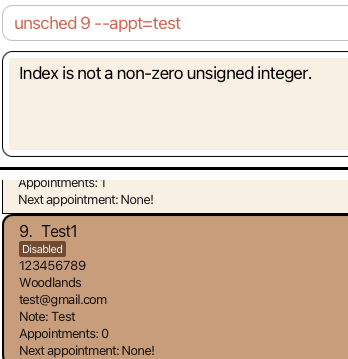 unsched 9 --appt=test
Index is not a non-zero unsigned integer.
Appointments: 1
Next appointment: None!
9. Test1
Disabled
123456789
Woodlands
test@gmail.com
Note: Test
Appointments: 0
Next appointment: None!